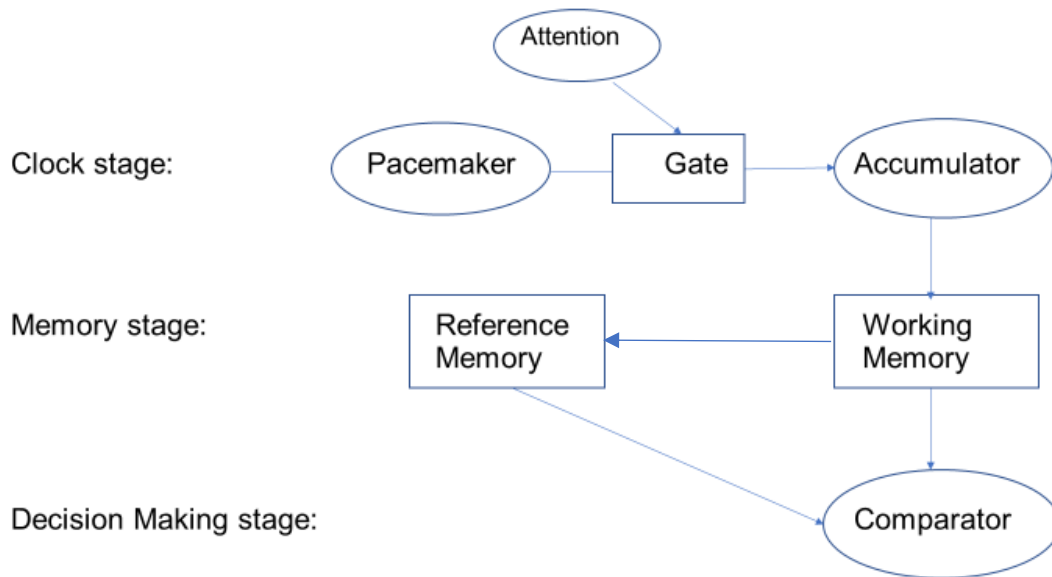 Attention
Clock stage:
Pacemaker
Gate
Accumulator
Memory stage:
Reference
Memory
Working
Memory
Decision Making stage:
Comparator